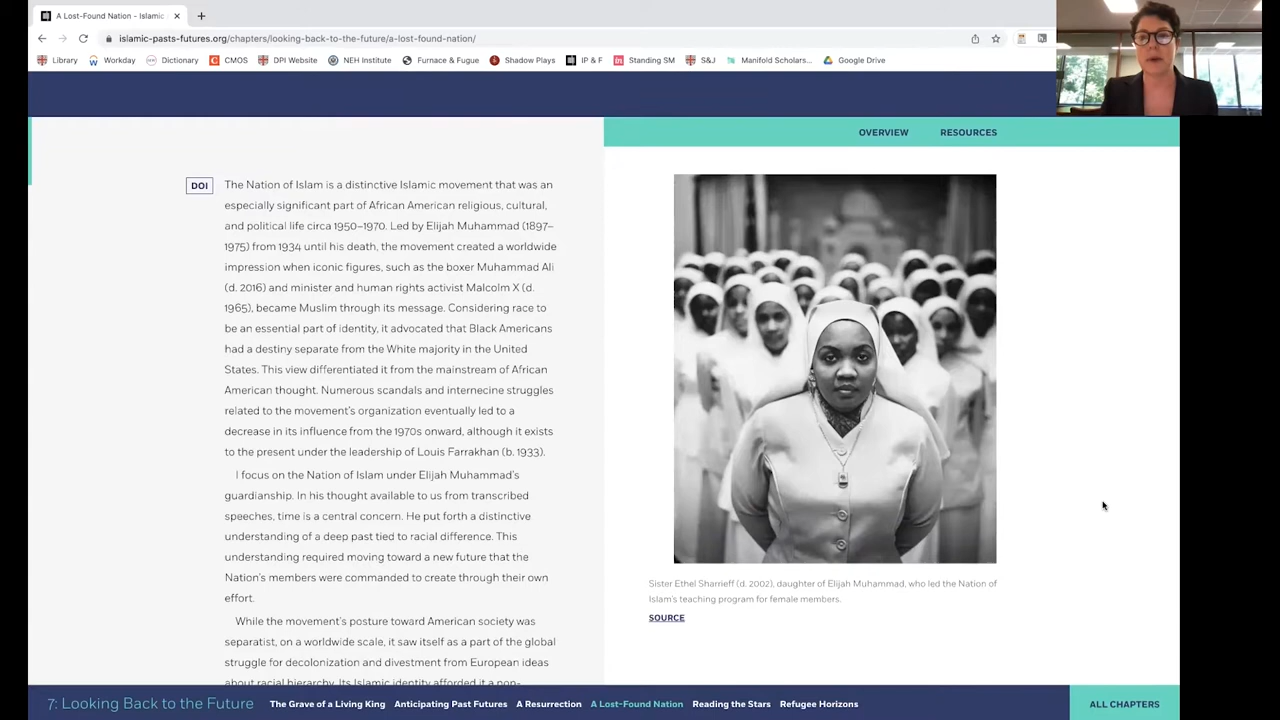 A Lost-Found Nation - Islamic
islamic-pasts-futures.org/chapters/looking-back-to-the-future/a-lost-found-nation/
Library Workday Dictionary CMOS DPI Website NEH Institute Furnace & Fugue Shadow Plays IP & F Standing SM S&J Manifold Scholars... Google Drive
OVERVIEW RESOURCES
DOI
The Nation of Islam is a distinctive Islamic movement that was an
especially significant part of African American religious, cultural,
and political life circa 1950–1970. Led by Elijah Muhammad (1897–
1975) from 1934 until his death, the movement created a worldwide
impression when iconic figures, such as the boxer Muhammad Ali
(d. 2016) and minister and human rights activist Malcolm X (d.
1965), became Muslim through its message. Considering race to
be an essential part of identity, it advocated that Black Americans
had a destiny separate from the White majority in the United
States. This view differentiated it from the mainstream of African
American thought. Numerous scandals and internecine struggles
related to the movement's organization eventually led to a
decrease in its influence from the 1970s onward, although it exists
to the present under the leadership of Louis Farrakhan (b. 1933).
I focus on the Nation of Islam under Elijah Muhammad's
guardianship. In his thought available to us from transcribed
speeches, time is a central concern. He put forth a distinctive
understanding of a deep past tied to racial difference. This
understanding required moving toward a new future that the
Nation's members were commanded to create through their own
effort.
While the movement's posture toward American society was
separatist, on a worldwide scale, it saw itself as a part of the global
struggle for decolonization and divestment from European ideas
about racial hierarchy. Its Islamic identity afforded it a non-
Sister Ethel Sharrieff (d. 2002), daughter of Elijah Muhammad, who led the Nation of
Islam's teaching program for female members.
SOURCE
7: Looking Back to the Future The Grave of a Living King Anticipating Past Futures A Resurrection A Lost-Found Nation Reading the Stars Refugee Horizons ALL CHAPTERS